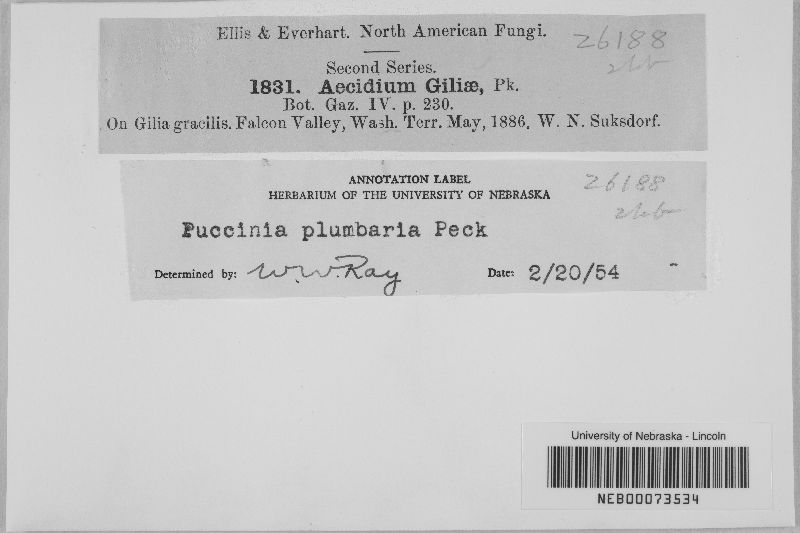 Ellis & Everhart. North American Fungi.
26188
Second Series.
1831. Aecidium Giliæ, Pk.
Bot. Gaz. IV. p. 230.
On Gilia gracilis. Falcon Valley, Wash. Terr. May, 1886, W. N. Suksdorf.
ANNOTATION LABEL
26188
HERBARIUM OF THE UNIVERSITY OF NEBRASKA
Puccinia plumbaria Peck
Determined by: W.W. Ray Date: 2/20/54
University of Nebraska - Lincoln
NEB00073534